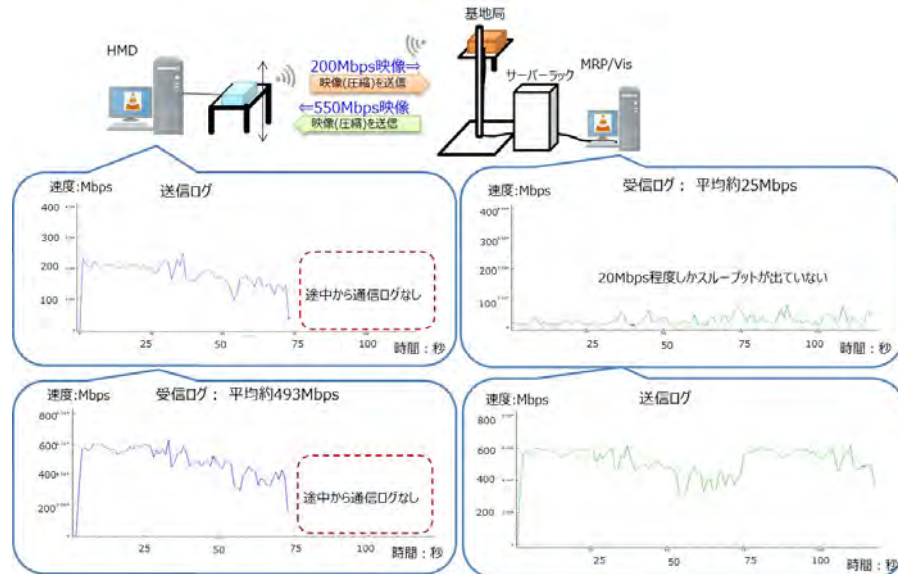 基地局
HMD
200Mbps映像⇒
映像(圧縮)を送信
⇐550Mbps映像
映像(圧縮)を送信
サーバーラック
MRP/Vis
速度:Mbps
送信ログ
400
300
200
100
途中から通信ログなし
25
50
75
100
時間：秒
速度:Mbps
受信ログ： 平均約25Mbps
400
300
200
100
20Mbps程度しかスループットが出ていない
25
50
75
100
時間：秒
速度:Mbps
受信ログ： 平均約493Mbps
800
600
400
200
途中から通信ログなし
25
50
75
100
時間：秒
速度:Mbps
送信ログ
800
600
400
200
25
50
75
100
時間：秒